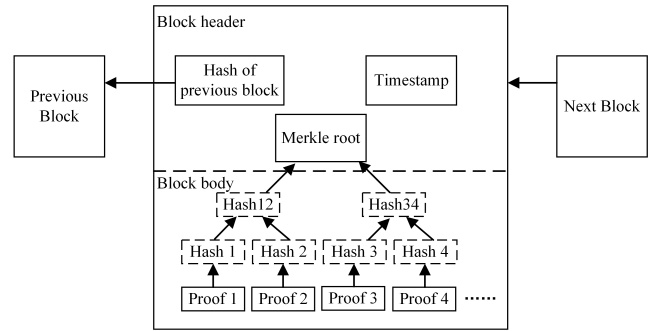 Block header
Previous
Block
Hash of
previous block
Timestamp
Next Block
Merkle root
Block body
Hash12
Hash34
Hash 1
Hash 2
Hash 3
Hash 4
Proof 1
Proof 2
Proof 3
Proof 4
······